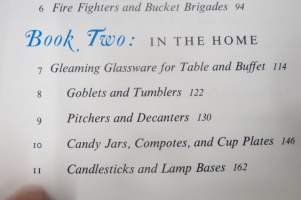 6 Fire Fighters and Bucket Brigades 94
Book Two: IN THE HOME
7 Gleaming Glassware for Table and Buffet 114
8 Goblets and Tumblers 122
9 Pitchers and Decanters 130
10 Candy Jars, Compotes, and Cup Plates 146
11 Candlesticks and Lamp Bases 162